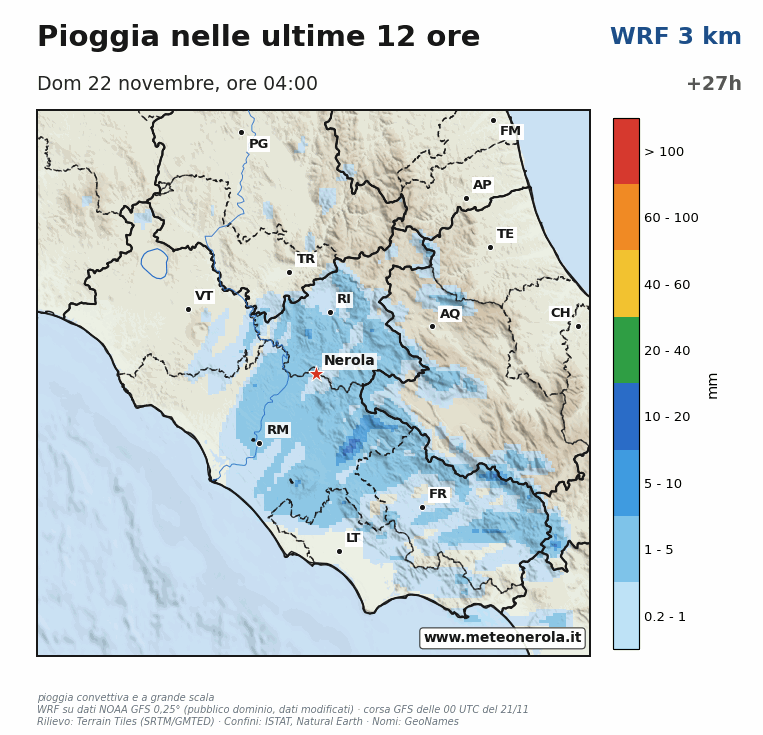 Pioggia nelle ultime 12 ore
WRF 3 km
Dom 22 novembre, ore 04:00
+27h
FM
PG
AP
TE
TR
VT
RI
AQ
CH
Nerola
RM
FR
LT
www.meteonerola.it
> 100
60 - 100
40 - 60
20 - 40
10 - 20
5 - 10
1 - 5
0.2 - 1
mm
pioggia convettiva e a grande scala
WRF su dati NOAA GFS 0,25° (pubblico dominio, dati modificati) · corsa GFS delle 00 UTC del 21/11
Rilievo: Terrain Tiles (SRTM/GMTED) · Confini: ISTAT, Natural Earth · Nomi: GeoNames